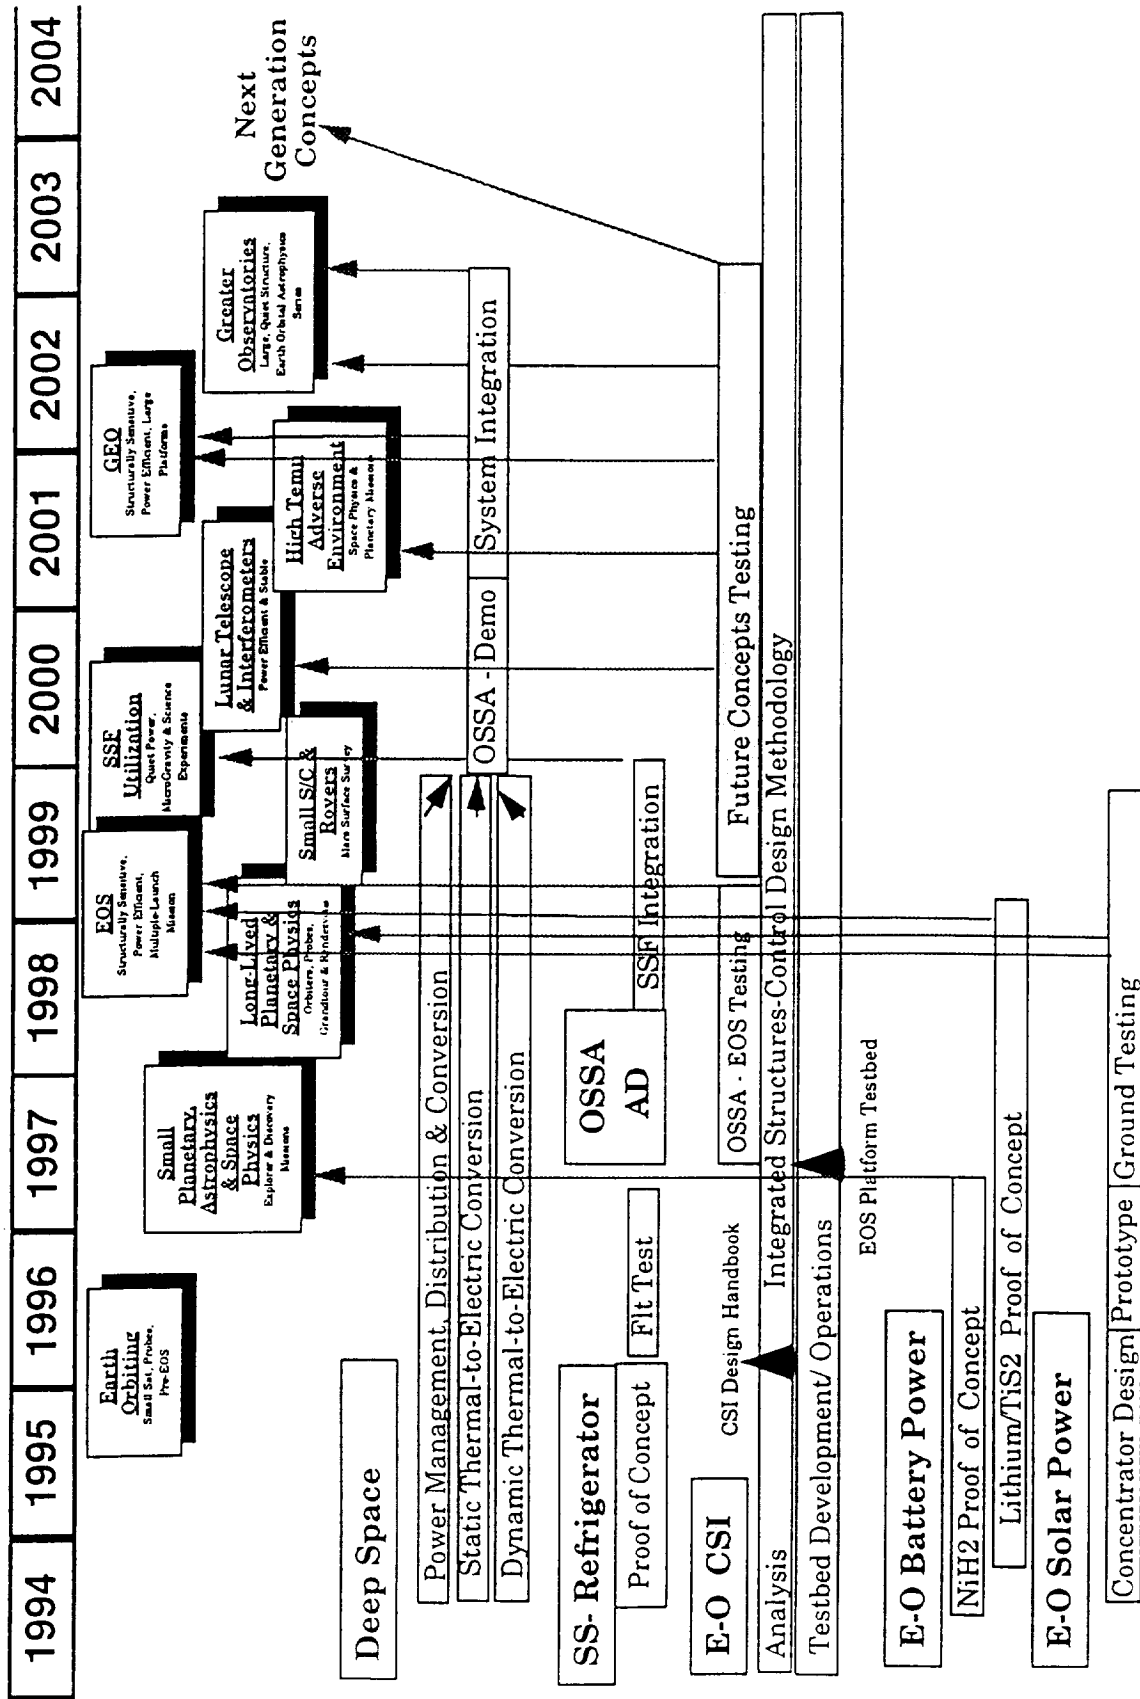 1994 1995 1996 1997 1998 1999 2000 2001 2002 2003 2004
Earth
Orbiting
Small Sat, Probes,
Pre-EOS
Small
Planetary,
Astrophysics
& Space
Physics
Explorer & Discovery
Missions
EOS
Structurally Sensitive,
Power Efficient,
Multiple-Launch
Mission
Long-Lived
Planetary &
Space Physics
Orbiters, Probes,
Grandtour & Rendezvous
SSF
Utilization
Quiet Power,
MicroGravity & Science
Experiments
Small S/C &
Rovers
Mars Surface Survey
Lunar Telescope
& Interferometers
Power Efficient & Stable
GEO
Structurally Sensitive,
Power Efficient, Large
Platforms
High Temp
Adverse
Environment
Space Physics &
Planetary Missions
Greater
Observatories
Large, Quiet Structure,
Earth Orbital Astrophysics
Series
Next
Generation
Concepts
Deep Space
Power Management, Distribution & Conversion
Static Thermal-to-Electric Conversion
Dynamic Thermal-to-Electric Conversion
OSSA - Demo
System Integration
SS- Refrigerator
Proof of Concept
Flt Test
OSSA
AD
SSF Integration
E-O CSI
CSI Design Handbook
OSSA - EOS Testing
Future Concepts Testing
Analysis
Integrated Structures-Control Design Methodology
Testbed Development/ Operations
EOS Platform Testbed
E-O Battery Power
NiH2 Proof of Concept
Lithium/TiS2 Proof of Concept
E-O Solar Power
Concentrator Design
Prototype
Ground Testing